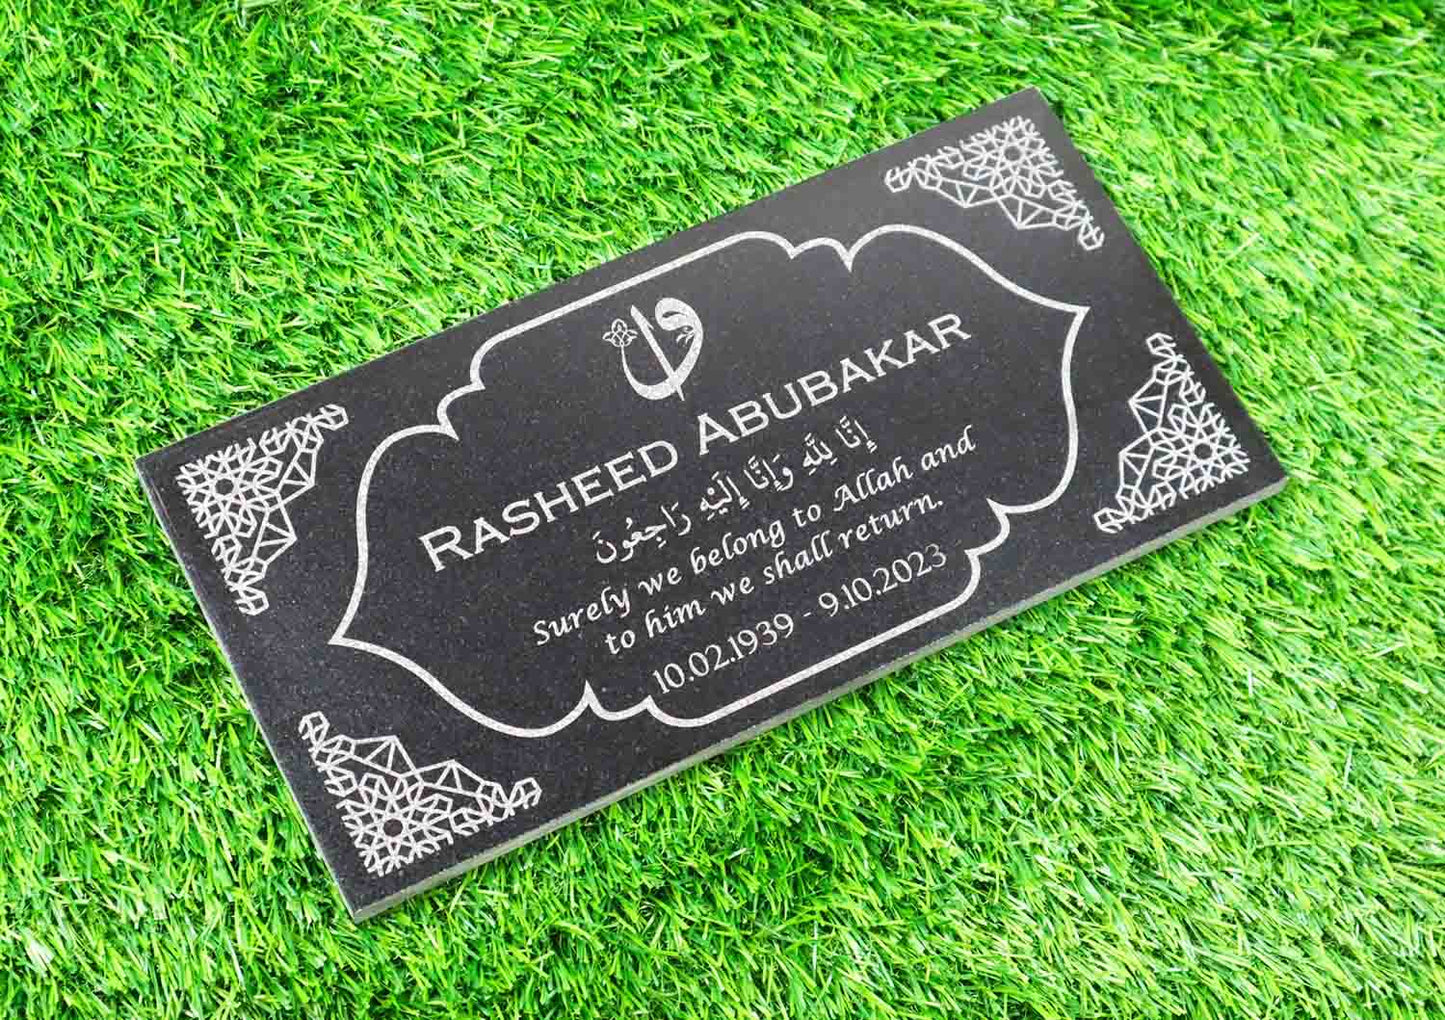 RASHEED ABUBAKAR
إِنَّا لِلَّٰهِ وَإِنَّا إِلَيْهِ رَاجِعُونَ
Surely we belong to Allah and
to him we shall return.
10.02.1939 - 9.10.2023